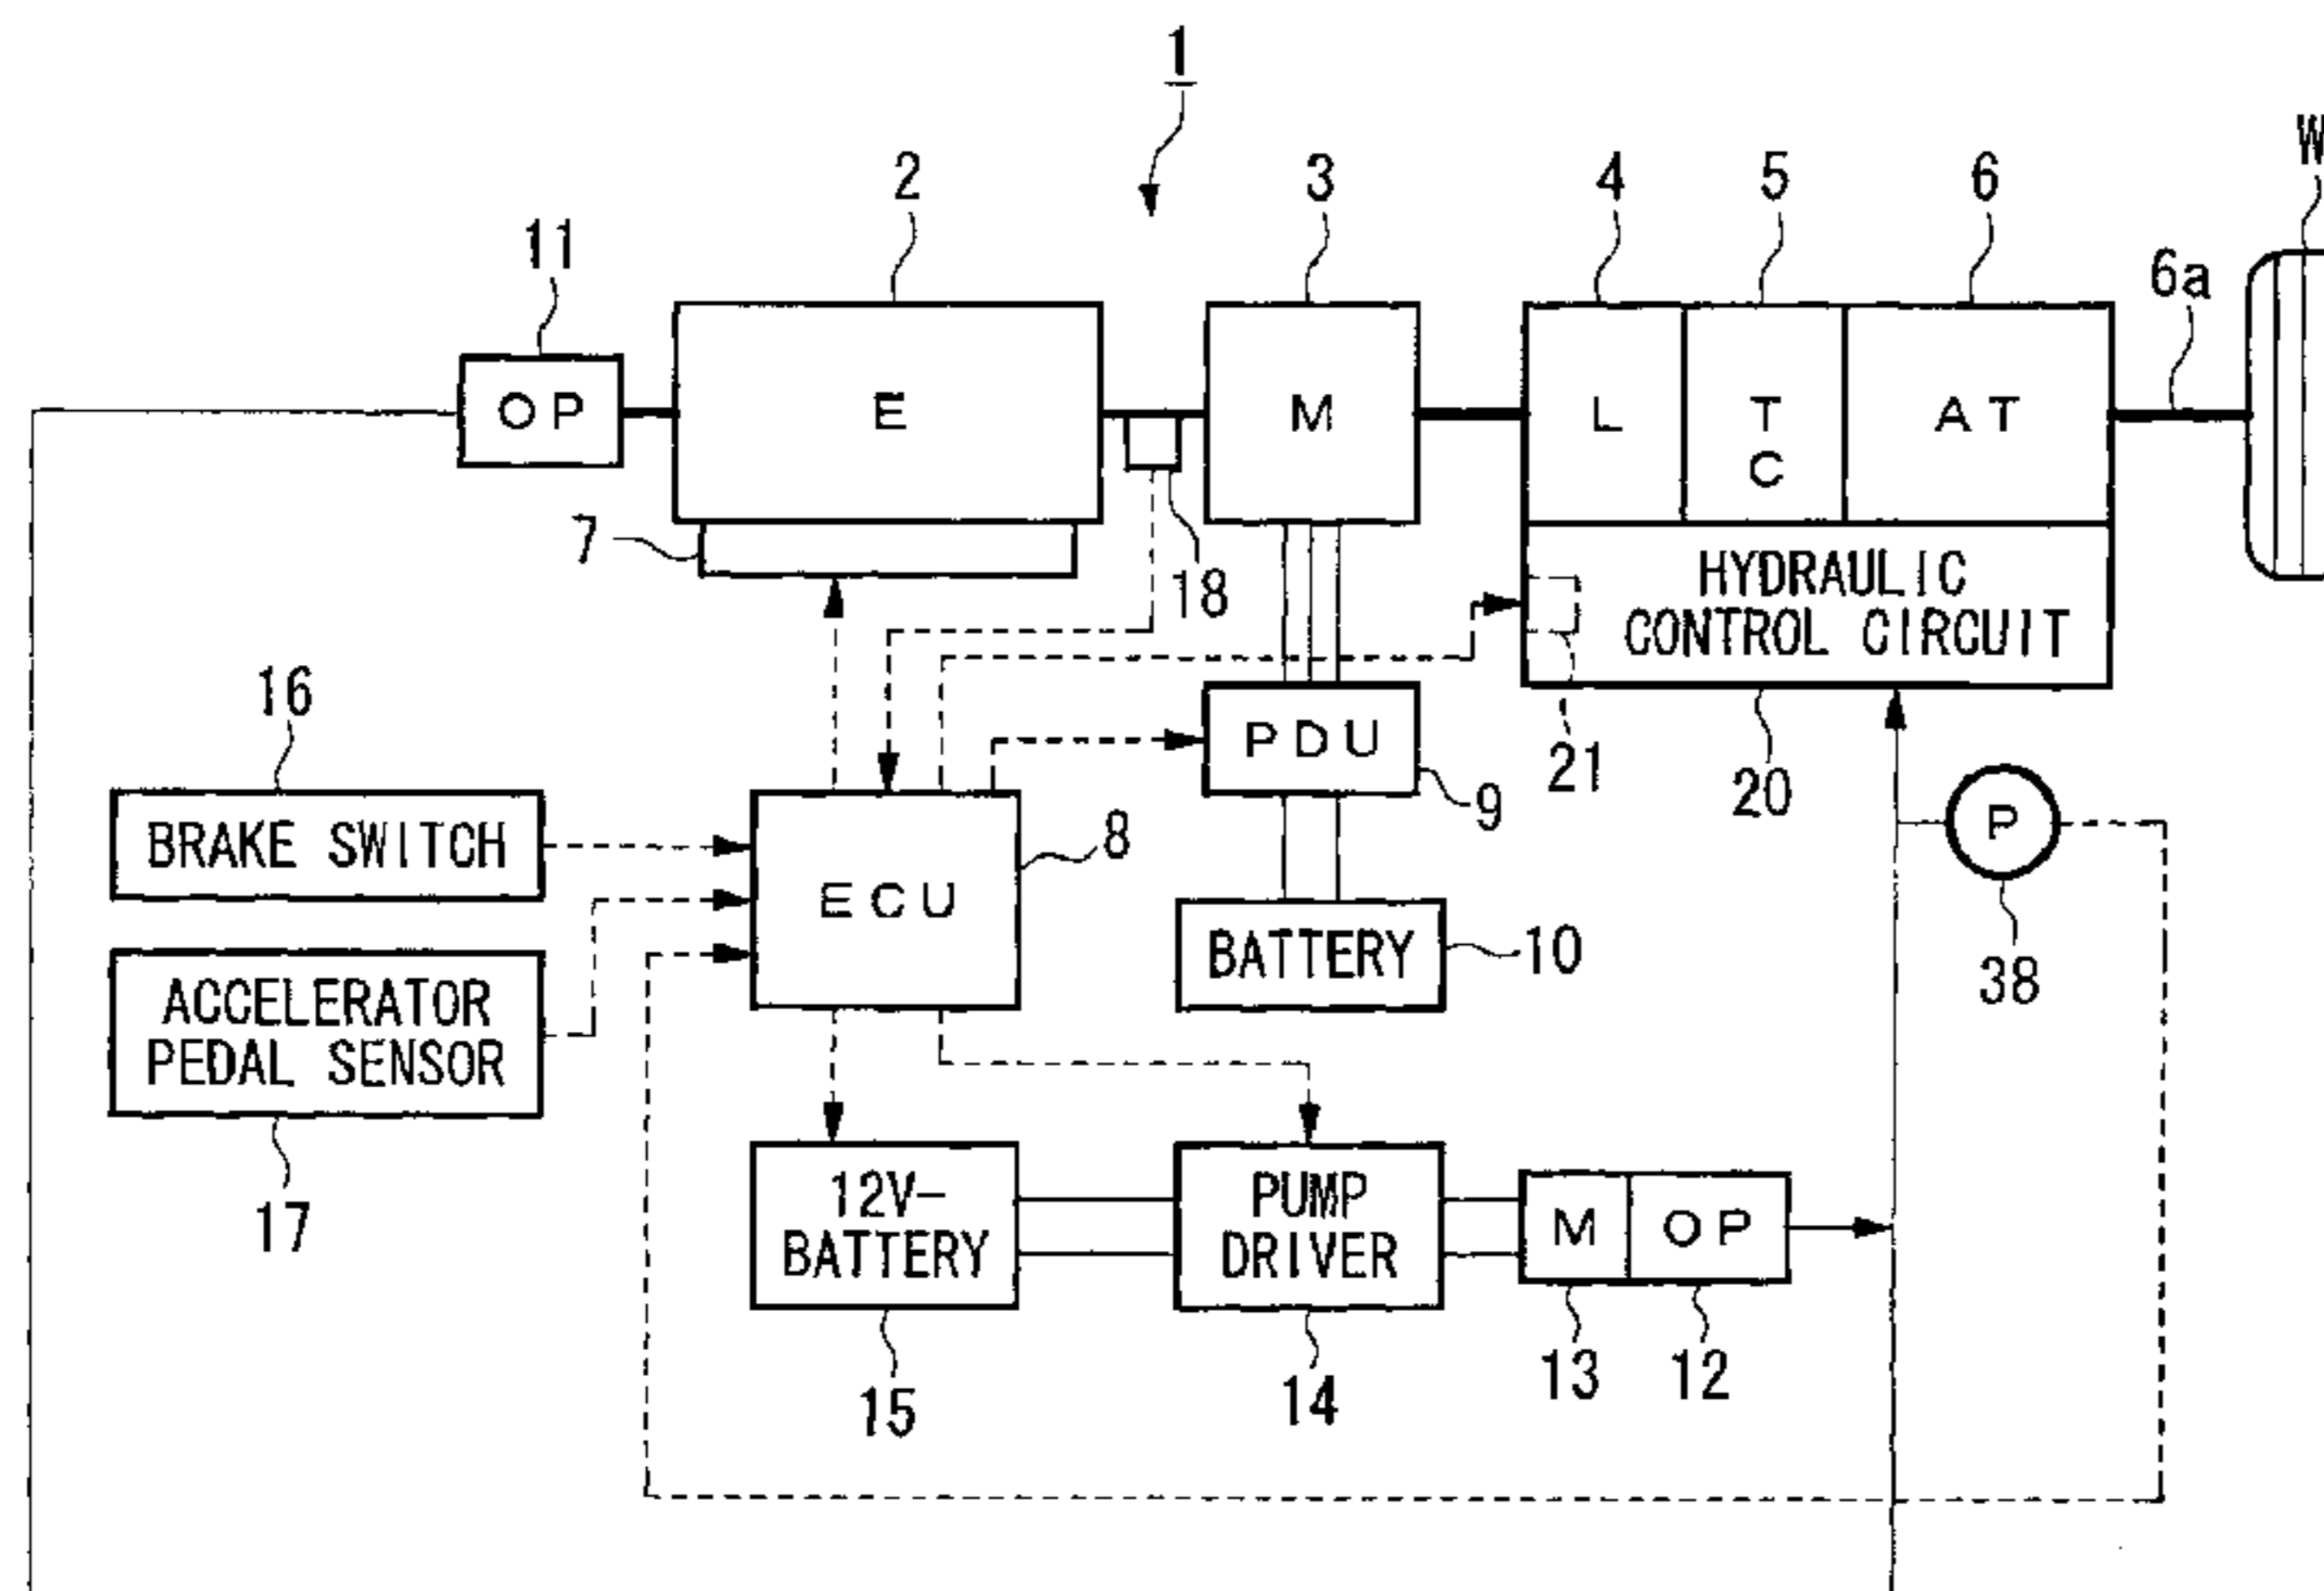 1
W
2
3
4
5
6
6a
11
OP
E
M
L
T
C
AT
7
18
HYDRAULIC
CONTROL CIRCUIT
16
PDU
21
20
9
BRAKE SWITCH
8
P
ECU
BATTERY
10
38
ACCELERATOR
PEDAL SENSOR
17
12V-
BATTERY
PUMP
DRIVER
M
OP
15
14
13
12